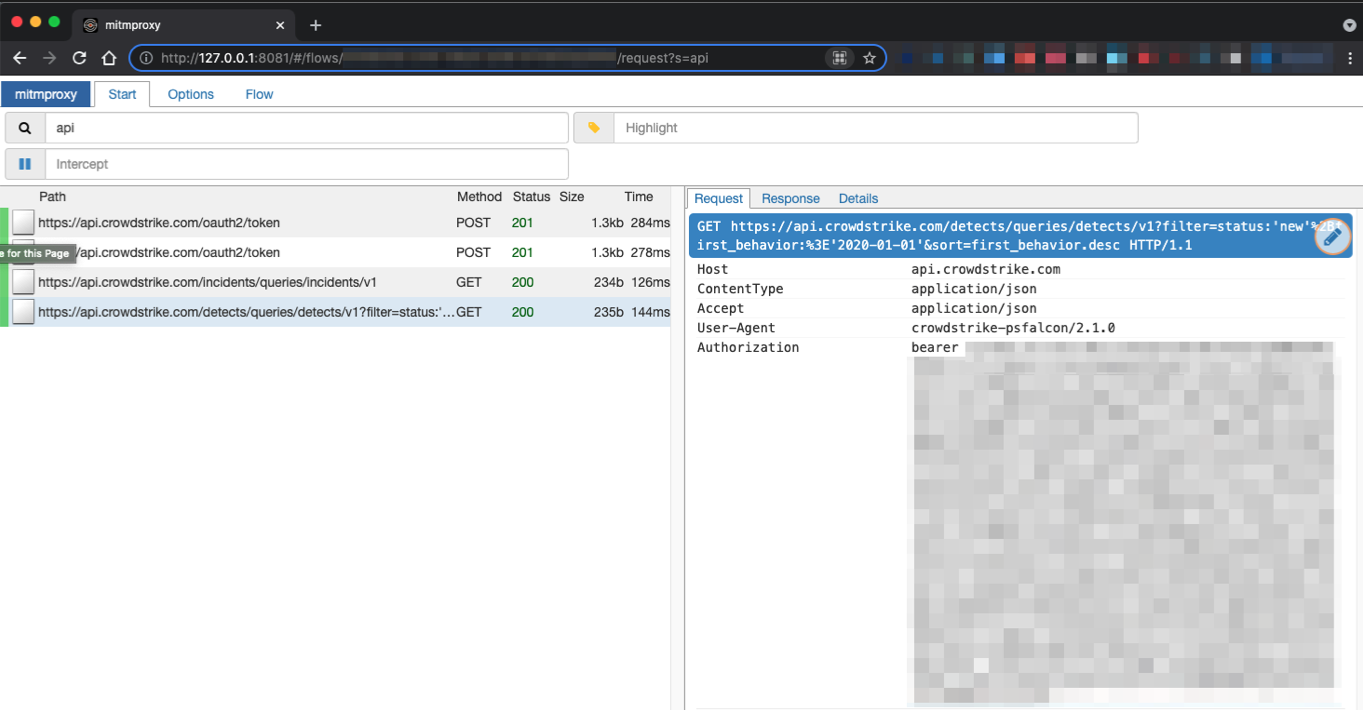 mitmproxy
http://127.0.0.1:8081/#/flows/ /request?s=api
mitmproxy Start Options Flow
api Highlight
Intercept
Path Method Status Size Time
https://api.crowdstrike.com/oauth2/token POST 201 1.3kb 284ms
/api.crowdstrike.com/oauth2/token POST 201 1.3kb 278ms
e for this Page
https://api.crowdstrike.com/incidents/queries/incidents/v1 GET 200 234b 126ms
https://api.crowdstrike.com/detects/queries/detects/v1?filter=status:'... GET 200 235b 144ms
Request Response Details
GET https://api.crowdstrike.com/detects/queries/detects/v1?filter=status:'new'%2Bf
irst_behavior:%3E'2020-01-01'&sort=first_behavior.desc HTTP/1.1
Host api.crowdstrike.com
ContentType application/json
Accept application/json
User-Agent crowdstrike-psfalcon/2.1.0
Authorization bearer